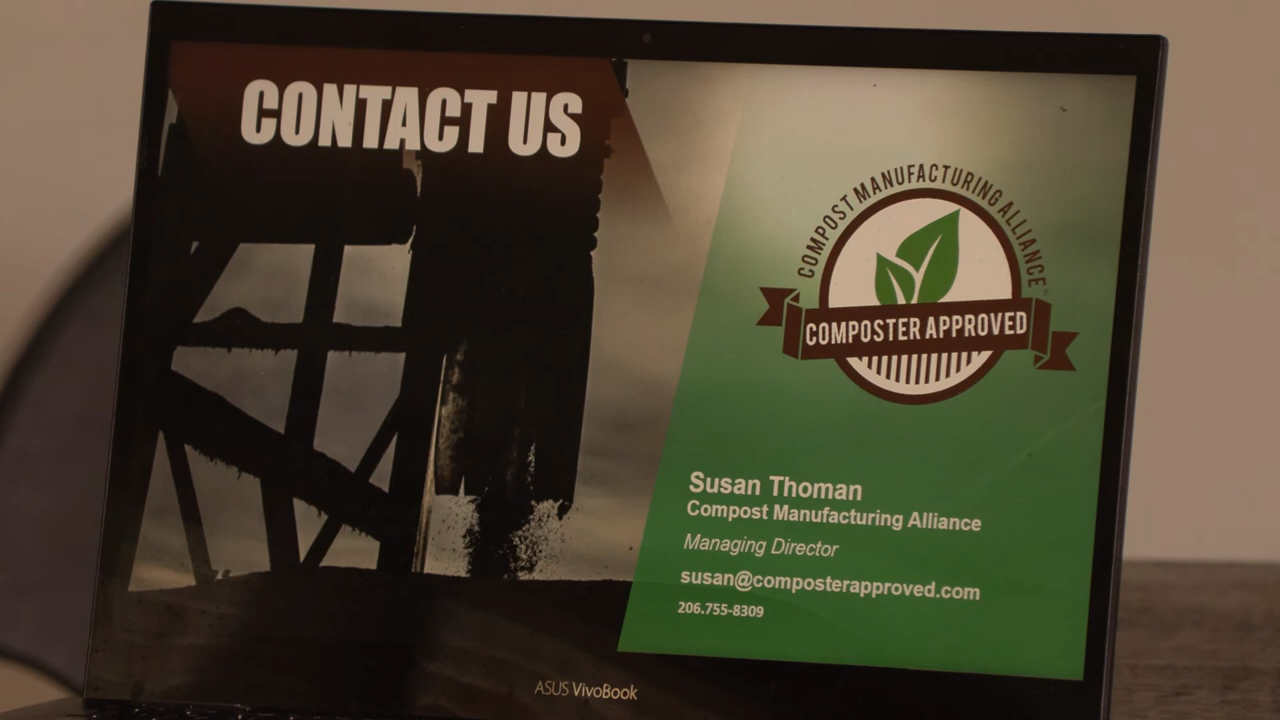 CONTACT US
COMPOST MANUFACTURING ALLIANCE
COMPOSTER APPROVED
Susan Thoman
Compost Manufacturing Alliance
Managing Director
susan@composterapproved.com
206.755-8309
ASUS VivoBook